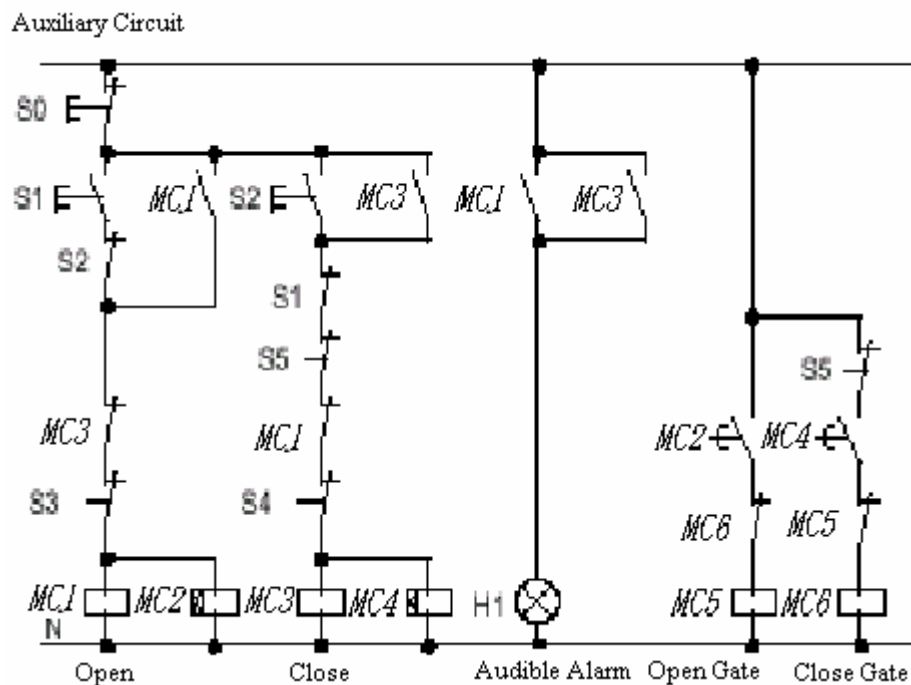 Auxiliary Circuit
S0
S1 MC1 S2 MC3 MC1 MC3
S2
S1
S5 S5
MC3 MC1 MC2 MC4
S3 S4 MC6 MC5
MC1 MC2 MC3 MC4 H1 MC5 MC6
N
Open Close Audible Alarm Open Gate Close Gate